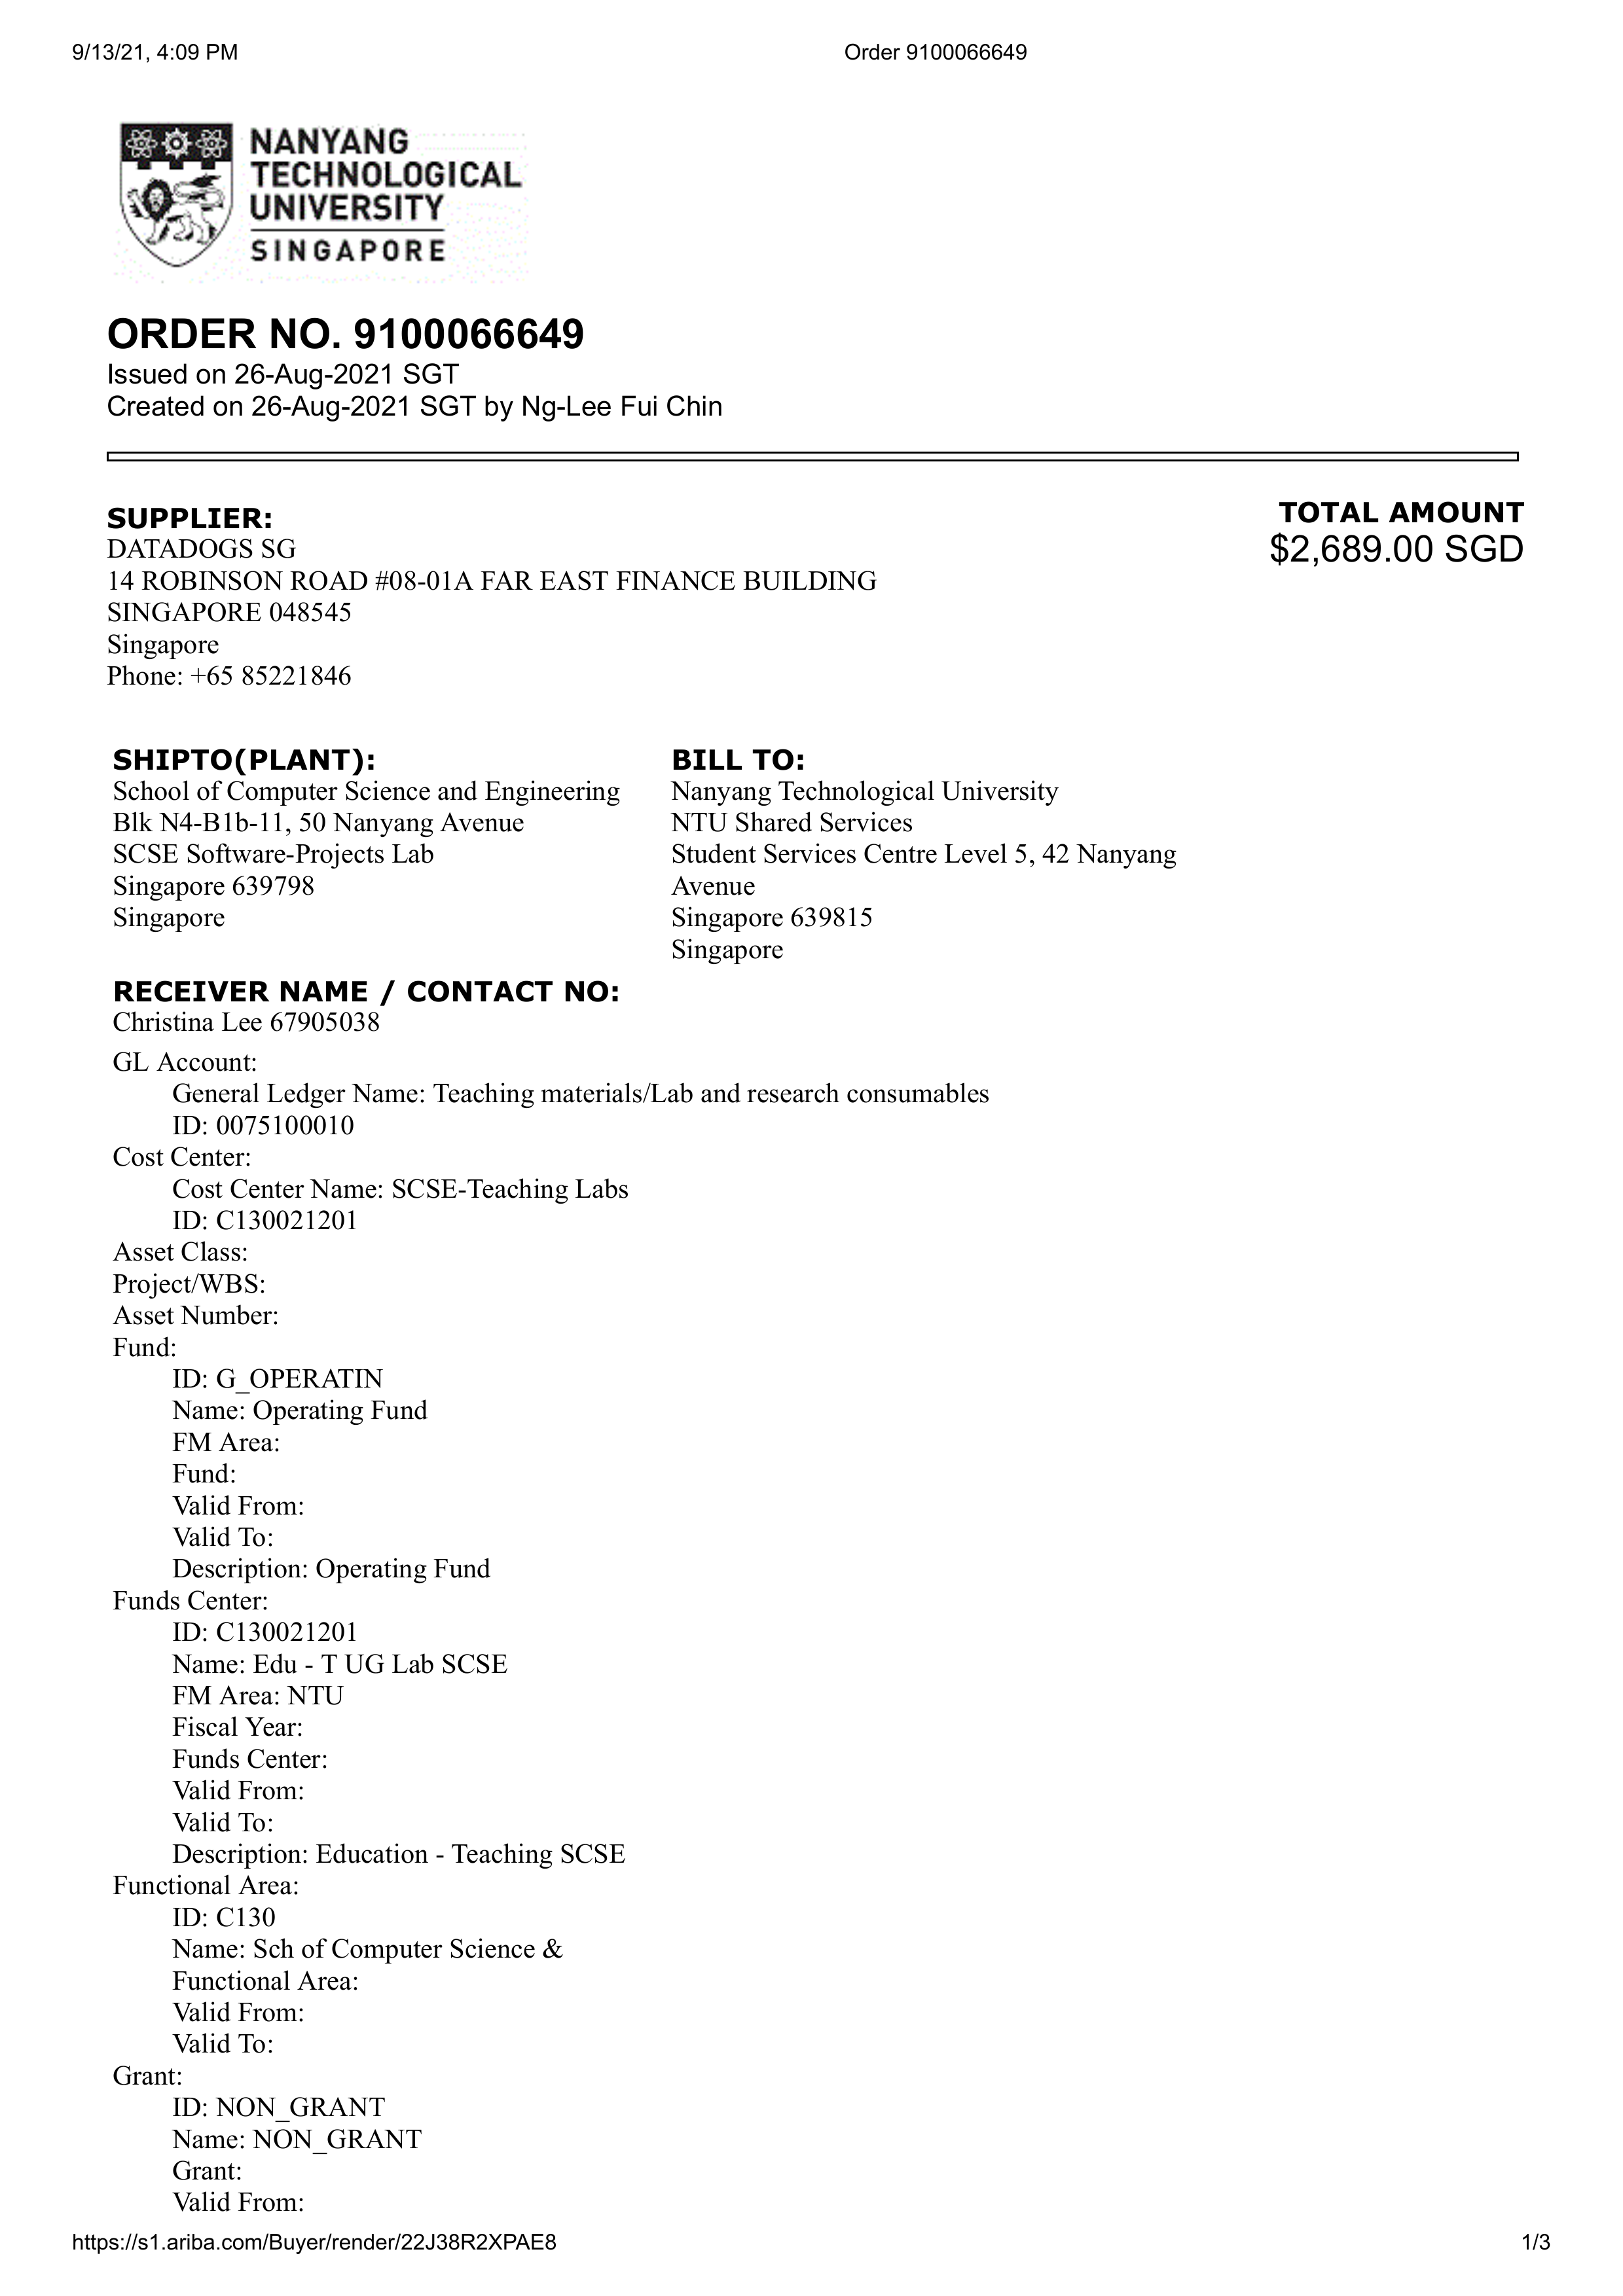 9/13/21, 4:09 PM
Order 9100066649
NANYANG
TECHNOLOGICAL
UNIVERSITY
SINGAPORE
ORDER NO. 9100066649
Issued on 26-Aug-2021 SGT
Created on 26-Aug-2021 SGT by Ng-Lee Fui Chin
SUPPLIER:
DATADOGS SG
14 ROBINSON ROAD #08-01A FAR EAST FINANCE BUILDING
SINGAPORE 048545
Singapore
Phone: +65 85221846
TOTAL AMOUNT
$2,689.00 SGD
SHIPTO(PLANT):
School of Computer Science and Engineering
Blk N4-B1b-11, 50 Nanyang Avenue
SCSE Software-Projects Lab
Singapore 639798
Singapore
BILL TO:
Nanyang Technological University
NTU Shared Services
Student Services Centre Level 5, 42 Nanyang
Avenue
Singapore 639815
Singapore
RECEIVER NAME / CONTACT NO:
Christina Lee 67905038
GL Account:
General Ledger Name: Teaching materials/Lab and research consumables
ID: 0075100010
Cost Center:
Cost Center Name: SCSE-Teaching Labs
ID: C130021201
Asset Class:
Project/WBS:
Asset Number:
Fund:
ID: G_OPERATIN
Name: Operating Fund
FM Area:
Fund:
Valid From:
Valid To:
Description: Operating Fund
Funds Center:
ID: C130021201
Name: Edu - T UG Lab SCSE
FM Area: NTU
Fiscal Year:
Funds Center:
Valid From:
Valid To:
Description: Education - Teaching SCSE
Functional Area:
ID: C130
Name: Sch of Computer Science &
Functional Area:
Valid From:
Valid To:
Grant:
ID: NON_GRANT
Name: NON_GRANT
Grant:
Valid From:
https://s1.ariba.com/Buyer/render/22J38R2XPAE8
1/3